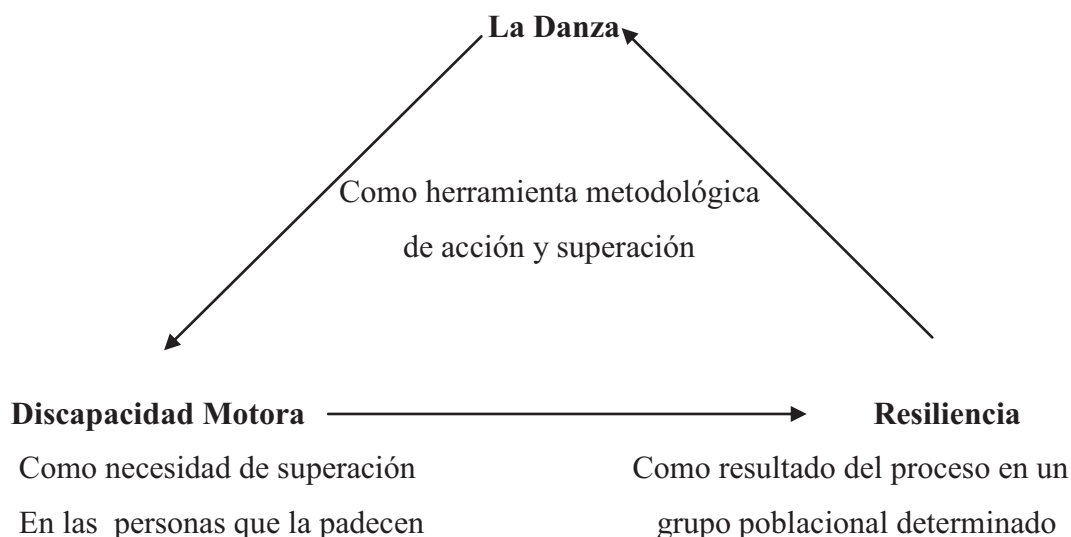 La Danza
Como herramienta metodológica
de acción y superación
Discapacidad Motora
Resiliencia
Como necesidad de superación
En las personas que la padecen
Como resultado del proceso en un
grupo poblacional determinado